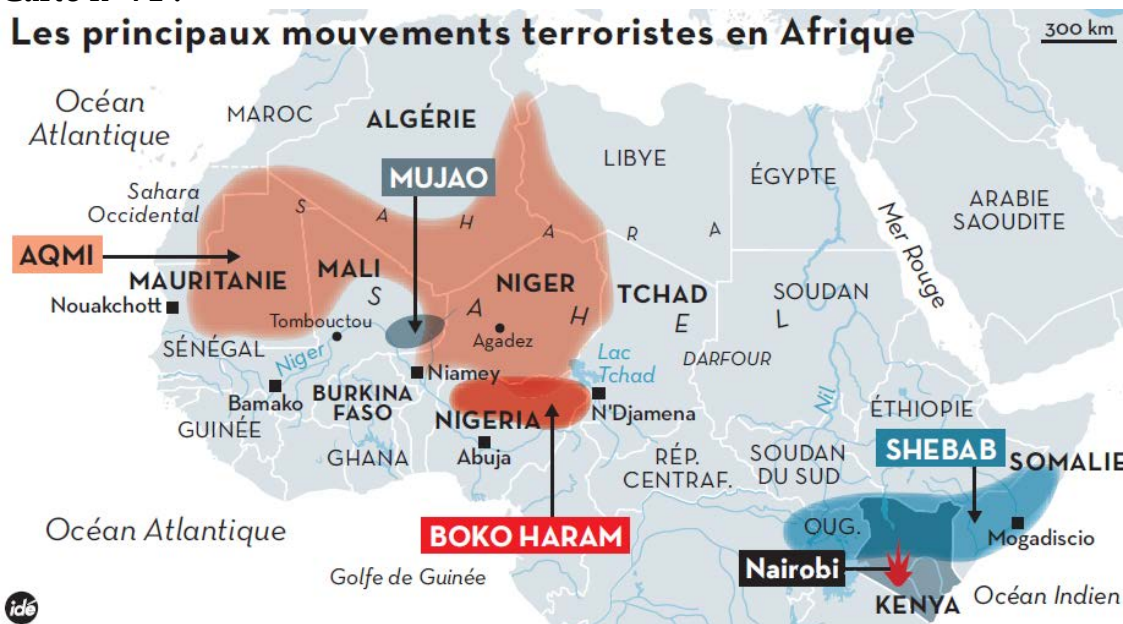 Les principaux mouvements terroristes en Afrique
300 km
Océan
Atlantique
MAROC
ALGÉRIE
LIBYE
ÉGYPTE
ARABIE
SAOUDITE
Mer Rouge
MUJAO
Sahara
Occidental
S A H A R A
AQMI
MAURITANIE
MALI
NIGER
TCHAD
SOUDAN
S A H E L
Nouakchott
Tombouctou
Agadez
DARFOUR
SÉNÉGAL
Niger
Niamey
Lac
Tchad
Nil
Bamako
BURKINA
FASO
NIGERIA
N'Djamena
ÉTHIOPIE
GUINÉE
GHANA
Abuja
RÉP.
CENTRAF.
SOUDAN
DU SUD
SHEBAB
SOMALIE
Océan Atlantique
BOKO HARAM
OUG.
Mogadiscio
Golfe de Guinée
Nairobi
KENYA
Océan Indien
idé